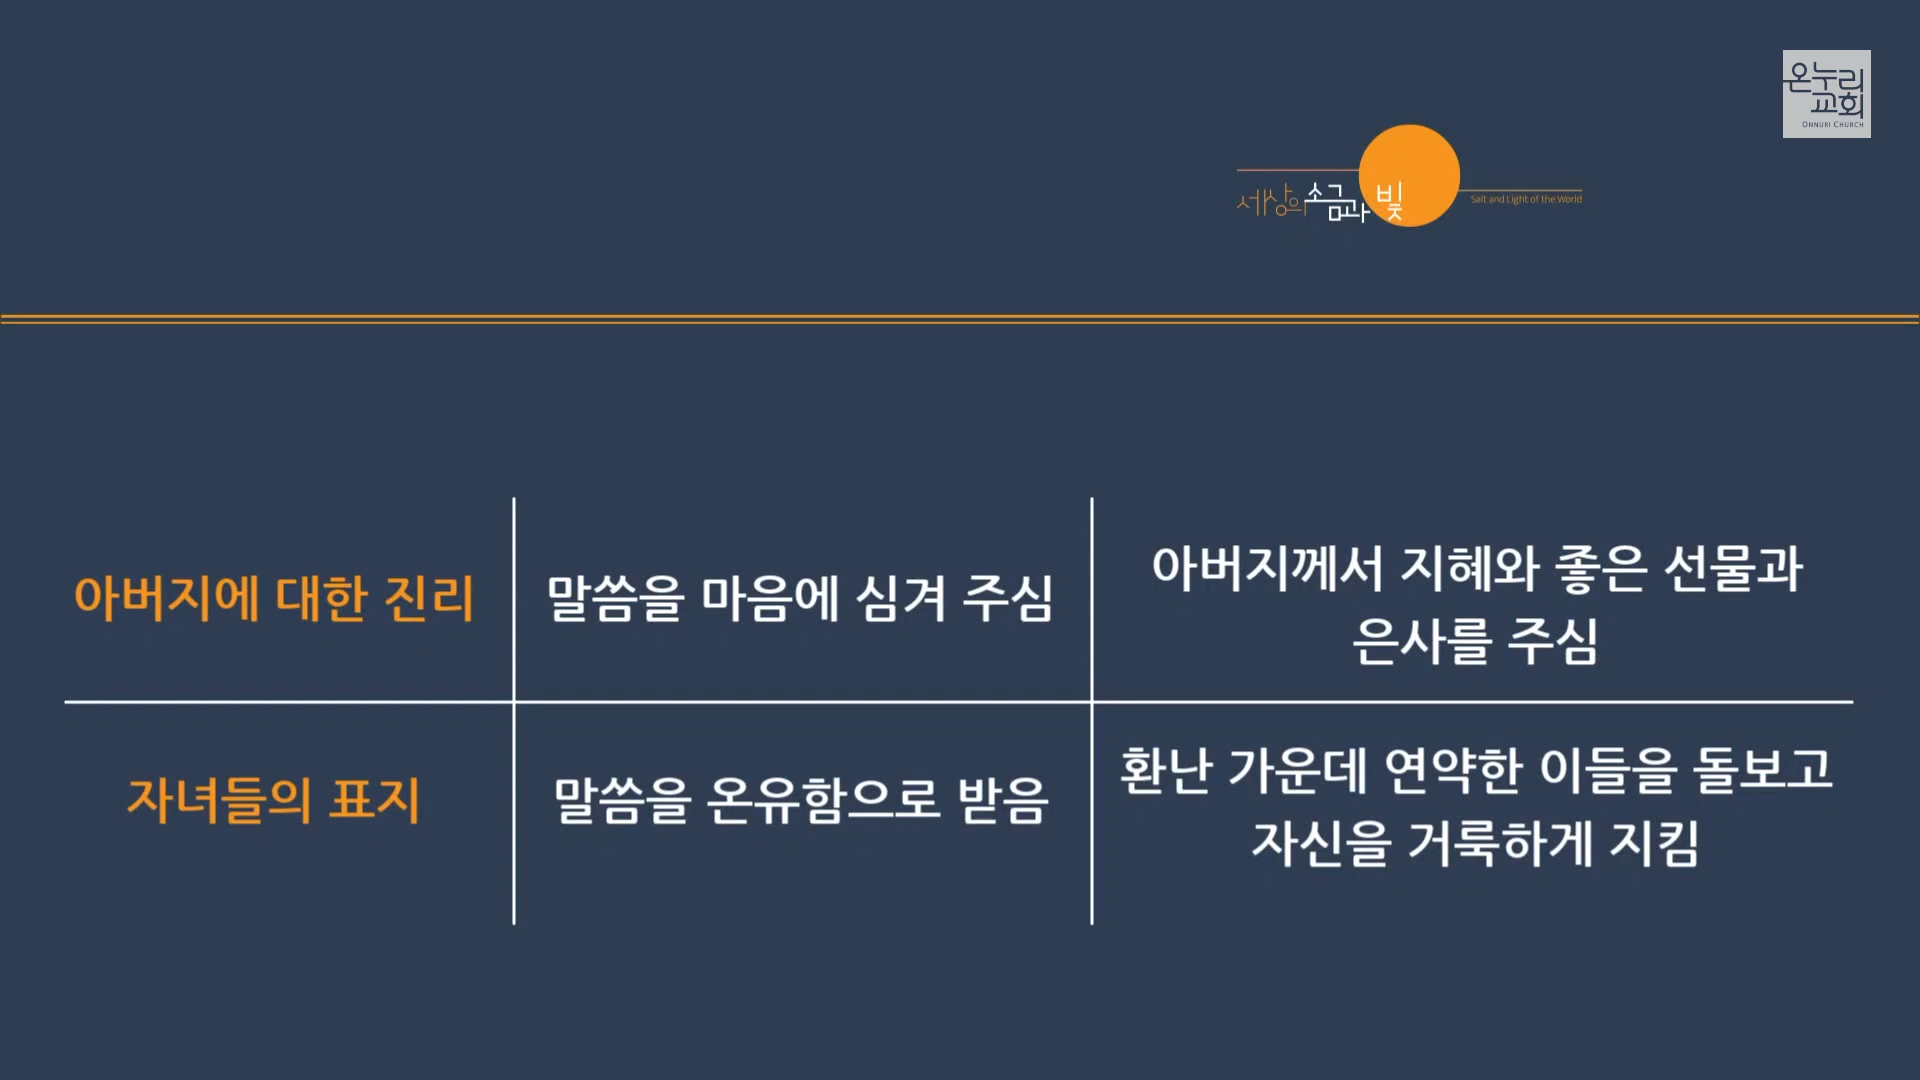 온누리
교회
ONNURI CHURCH
세상의 소금과 빛
Salt and Light of the World
아버지에 대한 진리
말씀을 마음에 심겨 주심
아버지께서 지혜와 좋은 선물과
은사를 주심
자녀들의 표지
말씀을 온유함으로 받음
환난 가운데 연약한 이들을 돌보고
자신을 거룩하게 지킴